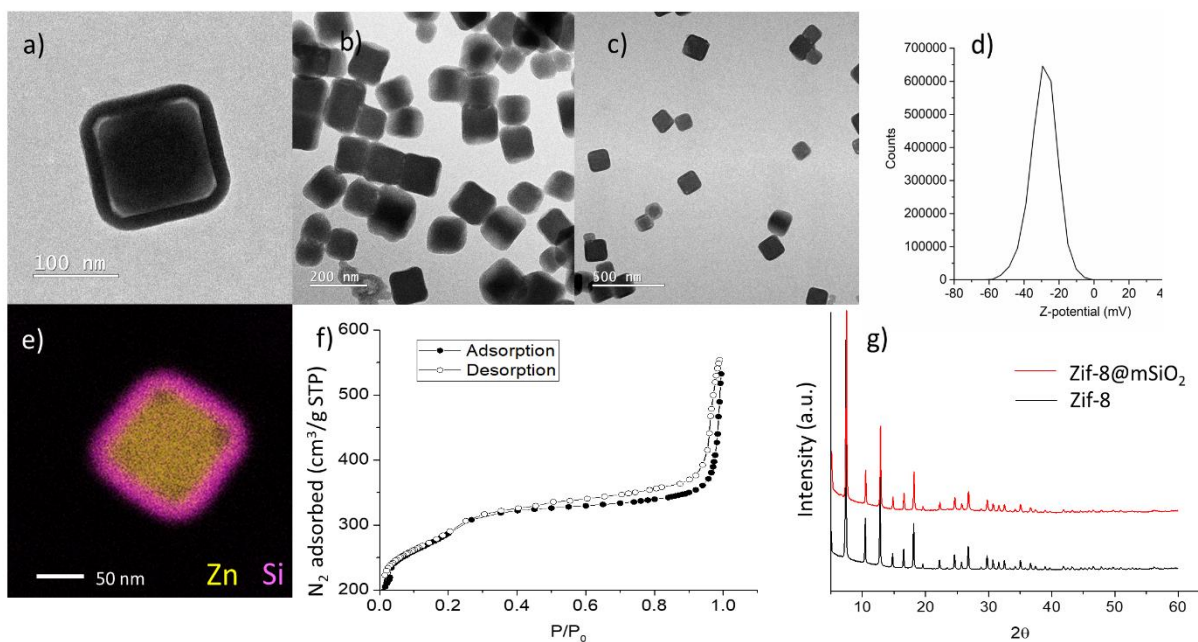 a)
100 nm
b)
200 nm
c)
500 nm
d)
700000
600000
500000
400000
300000
200000
100000
0
Counts
-80 -60 -40 -20 0 20 4
Z-potential (mV)
e)
50 nm
Zn Si
f)
600
500
400
300
200
N₂ adsorbed (cm³/g STP)
Adsorption
Desorption
0.0 0.2 0.4 0.6 0.8 1.0
P/P₀
g)
Intensity (a.u.)
Zif-8@mSiO₂
Zif-8
10 20 30 40 50 60
2θ